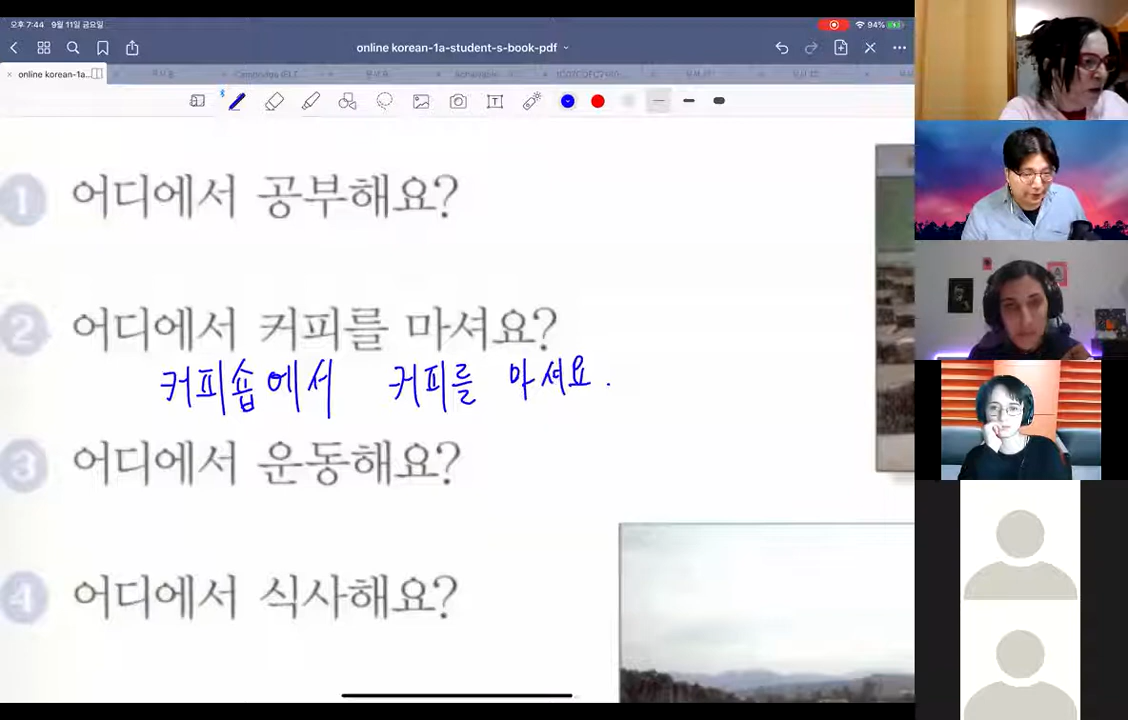 오후 7:44 9월 11일 금요일
94%
online korean-1a-student-s-book-pdf
online korean-1a...
1 어디에서 공부해요?
2 어디에서 커피를 마셔요?
커피숍에서 커피를 마셔요.
3 어디에서 운동해요?
4 어디에서 식사해요?